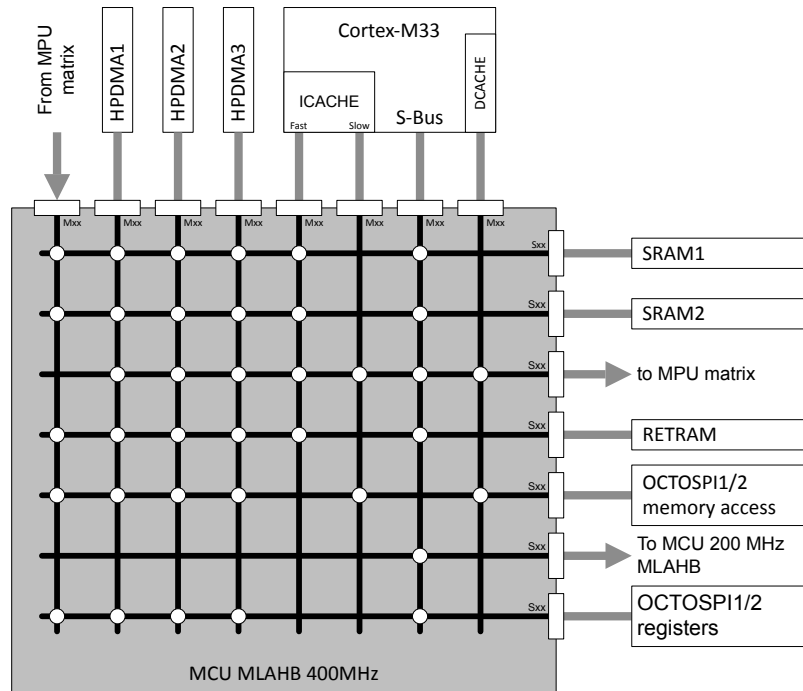 From MPU
matrix
HPDMA1
HPDMA2
HPDMA3
Cortex-M33
ICACHE
DCACHE
Fast
Slow
S-Bus
Mxx
Mxx
Mxx
Mxx
Mxx
Mxx
Mxx
Mxx
Sxx
SRAM1
Sxx
SRAM2
Sxx
to MPU matrix
Sxx
RETRAM
Sxx
OCTOSPI1/2
memory access
Sxx
To MCU 200 MHz
MLAHB
Sxx
OCTOSPI1/2
registers
MCU MLAHB 400MHz